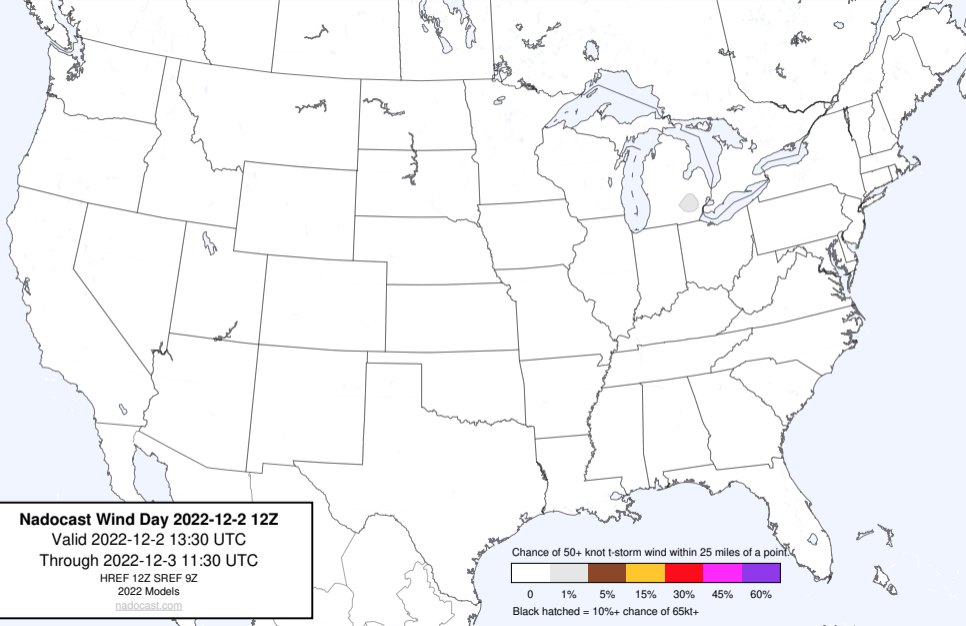 Nadocast Wind Day 2022-12-2 12Z
Valid 2022-12-2 13:30 UTC
Through 2022-12-3 11:30 UTC
HREF 12Z SREF 9Z
2022 Models
nadocast.com
Chance of 50+ knot t-storm wind within 25 miles of a point.
0 1% 5% 15% 30% 45% 60%
Black hatched = 10%+ chance of 65kt+